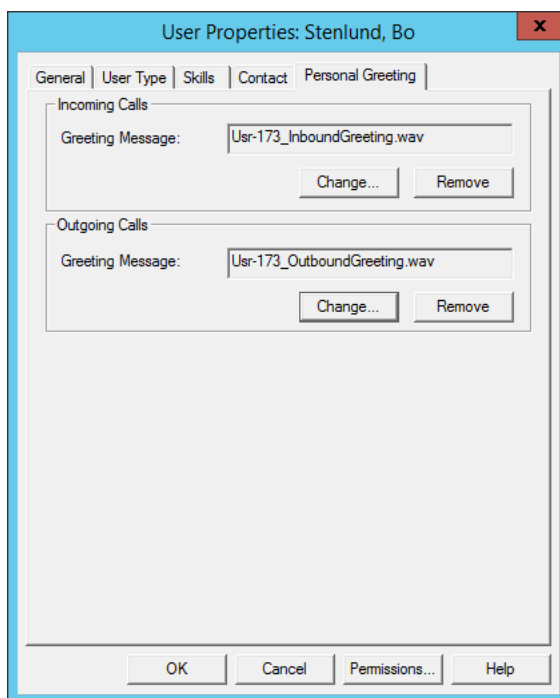 User Properties: Stenlund, Bo
x
General User Type Skills Contact Personal Greeting
Incoming Calls
Greeting Message: Usr-173_InboundGreeting.wav
Change... Remove
Outgoing Calls
Greeting Message: Usr-173_OutboundGreeting.wav
Change... Remove
OK Cancel Permissions... Help